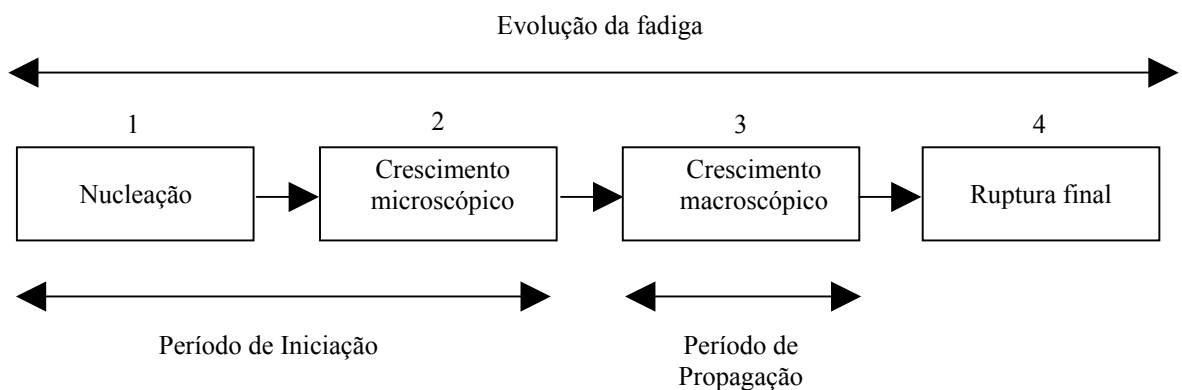 Evolução da fadiga
1
2
3
4
Nucleação
Crescimento
microscópico
Crescimento
macroscópico
Ruptura final
Período de Iniciação
Período de
Propagação